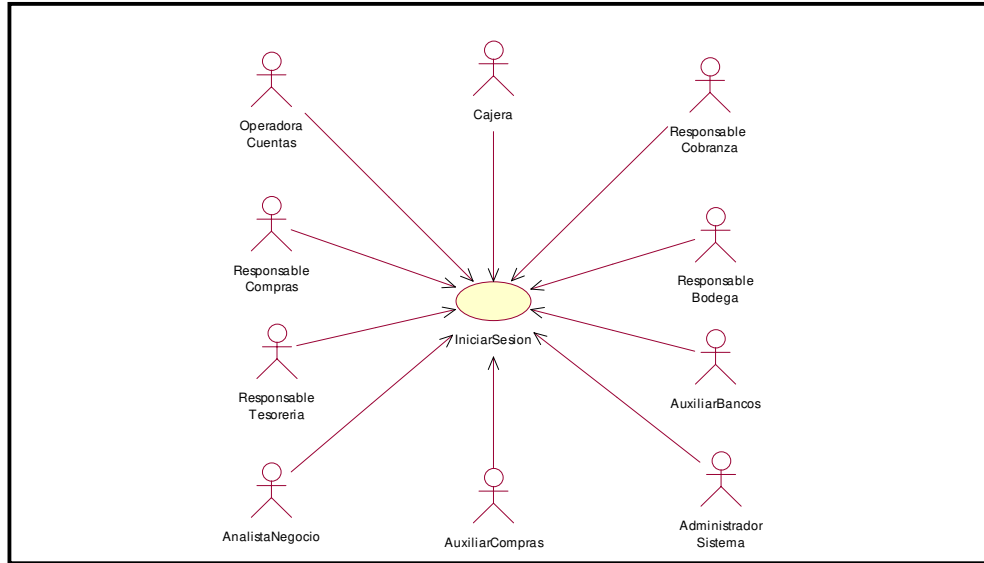 Cajera
Operadora
Cuentas
Responsable
Cobranza
Responsable
Compras
Responsable
Bodega
IniciarSesion
Responsable
Tesoreria
AuxiliarBancos
AnalistaNegocio
AuxiliarCompras
Administrador
Sistema